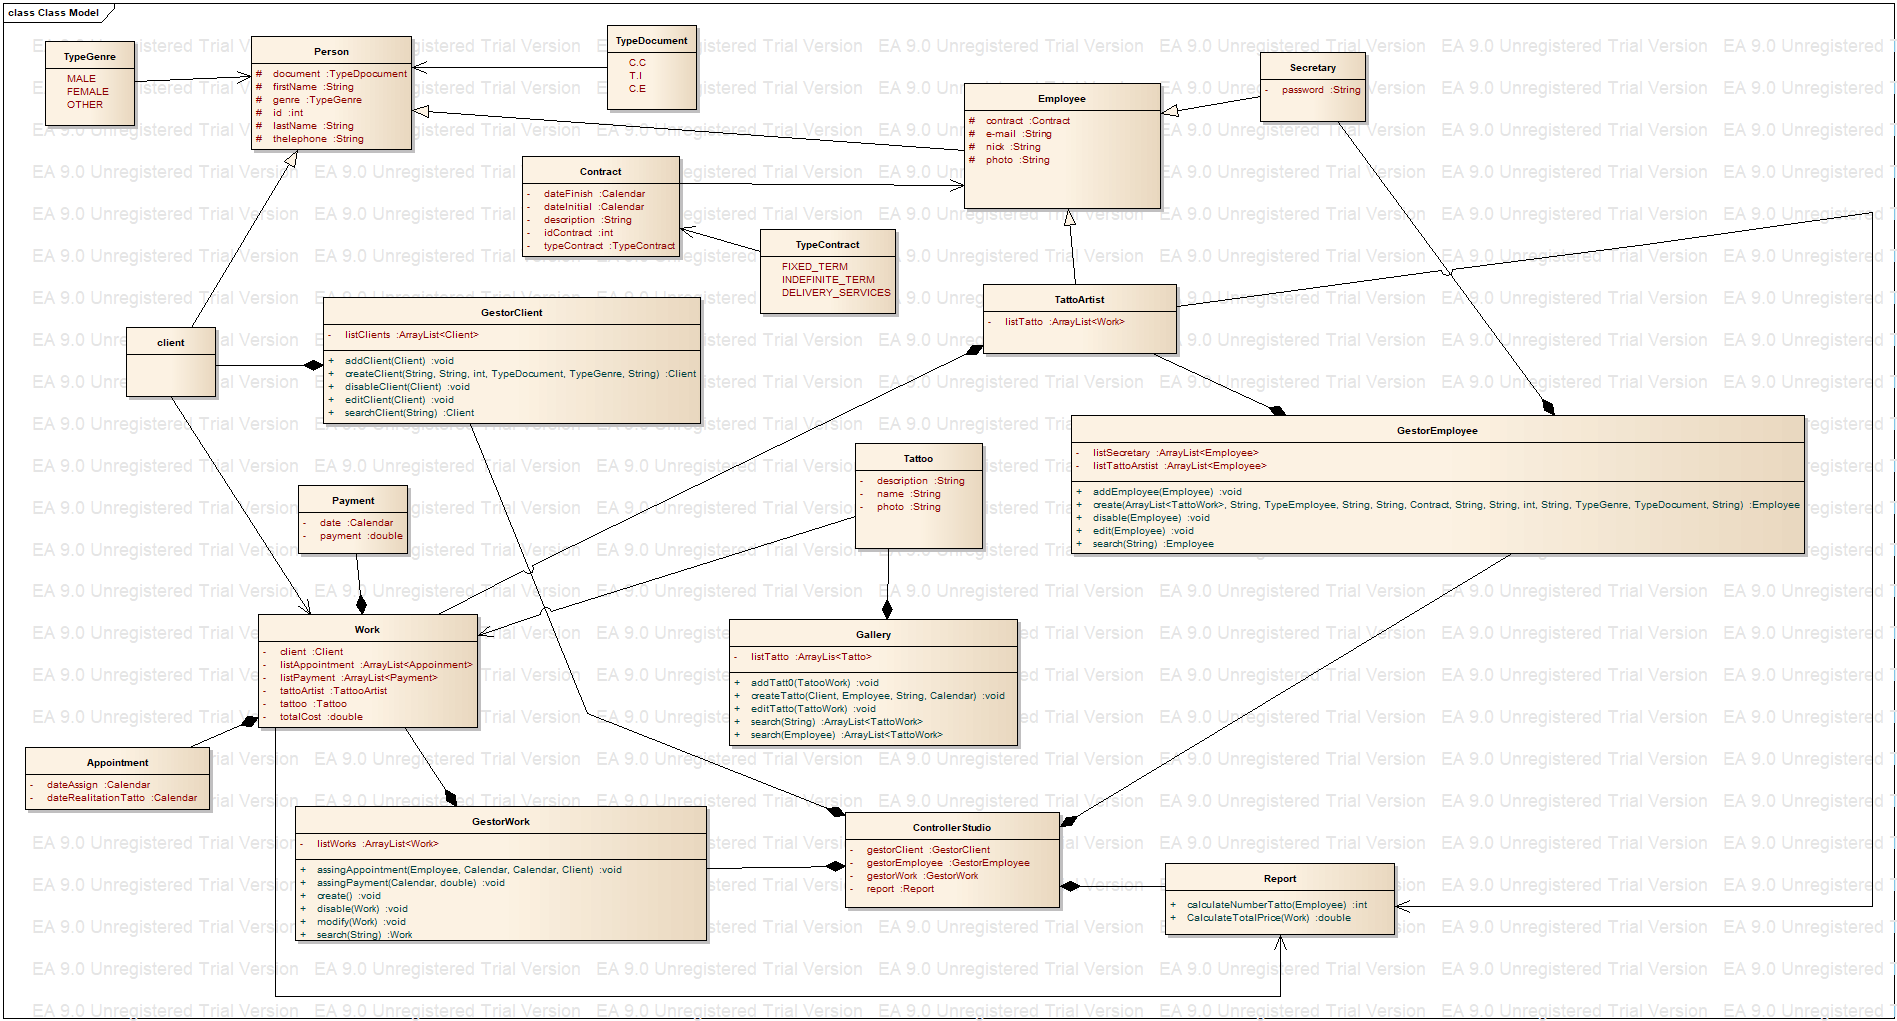 class Class Model
TypeGenre
MALE
FEMALE
OTHER
Person
# document :TypeDpocument
# firstName :String
# genre :TypeGenre
# id :int
# lastName :String
# thelephone :String
TypeDocument
C.C
T.I
C.E
Employee
# contract :Contract
# e-mail :String
# nick :String
# photo :String
Secretary
- password :String
Contract
- dateFinish :Calendar
- dateInitial :Calendar
- description :String
- idContract :int
- typeContract :TypeContract
TypeContract
FIXED_TERM
INDEFINITE_TERM
DELIVERY_SERVICES
TattoArtist
- listTatto :ArrayList<Work>
client
GestorClient
- listClients :ArrayList<Client>
+ addClient(Client) :void
+ createClient(String, String, int, TypeDocument, TypeGenre, String) :Client
+ disableClient(Client) :void
+ editClient(Client) :void
+ searchClient(String) :Client
GestorEmployee
- listSecretary :ArrayList<Employee>
- listTattoArstist :ArrayList<Employee>
+ addEmployee(Employee) :void
+ create(ArrayList<TattoWork>, String, TypeEmployee, String, String, Contract, String, String, int, String, TypeGenre, TypeDocument, String) :Employee
+ disable(Employee) :void
+ edit(Employee) :void
+ search(String) :Employee
Tattoo
- description :String
- name :String
- photo :String
Payment
- date :Calendar
- payment :double
Work
- client :Client
- listAppointment :ArrayList<Appoinment>
- listPayment :ArrayList<Payment>
- tattoArtist :TattooArtist
- tattoo :Tattoo
- totalCost :double
Gallery
- listTatto :ArrayLis<Tatto>
+ addTatt0(TatooWork) :void
+ createTatto(Client, Employee, String, Calendar) :void
+ editTatto(TattoWork) :void
+ search(String) :ArrayList<TattoWork>
+ search(Employee) :ArrayList<TattoWork>
Appointment
- dateAssign :Calendar
- dateRealitationTatto :Calendar
GestorWork
- listWorks :ArrayList<Work>
+ assingAppointment(Employee, Calendar, Calendar, Client) :void
+ assingPayment(Calendar, double) :void
+ create() :void
+ disable(Work) :void
+ modify(Work) :void
+ search(String) :Work
ControllerStudio
- gestorClient :GestorClient
- gestorEmployee :GestorEmployee
- gestorWork :GestorWork
- report :Report
Report
+ calculateNumberTatto(Employee) :int
+ CalculateTotalPrice(Work) :double
EA 9.0 Unregistered Trial Version